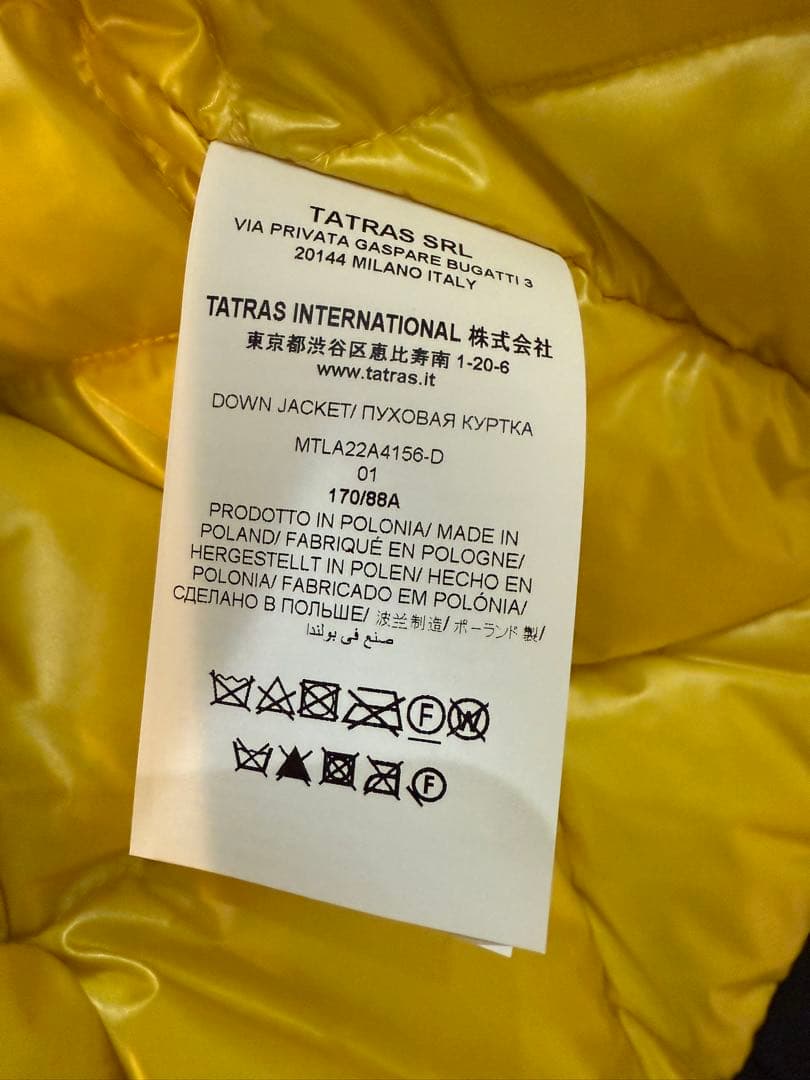 TATRAS SRL
VIA PRIVATA GASPARE BUGATTI 3
20144 MILANO ITALY
TATRAS INTERNATIONAL 株式会社
東京都渋谷区恵比寿南 1-20-6
www.tatras.it
DOWN JACKET/ ПУХОВАЯ КУРТКА
MTLA22A4156-D
01
170/88A
PRODOTTO IN POLONIA/ MADE IN
POLAND/ FABRIQUÉ EN POLOGNE/
HERGESTELLT IN POLEN/ HECHO EN
POLONIA/ FABRICADO EM POLÓNIA/
СДЕЛАНО В ПОЛЬШЕ/ 波兰制造/ ポーランド 製/
صنع في بولندا
F W
F